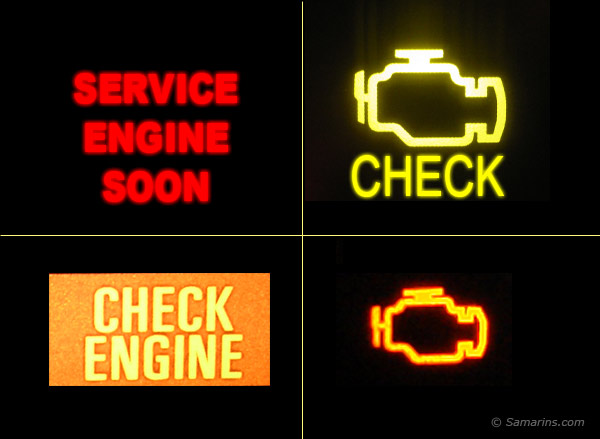 SERVICE
ENGINE
SOON
CHECK
CHECK
ENGINE
© Samarins.com